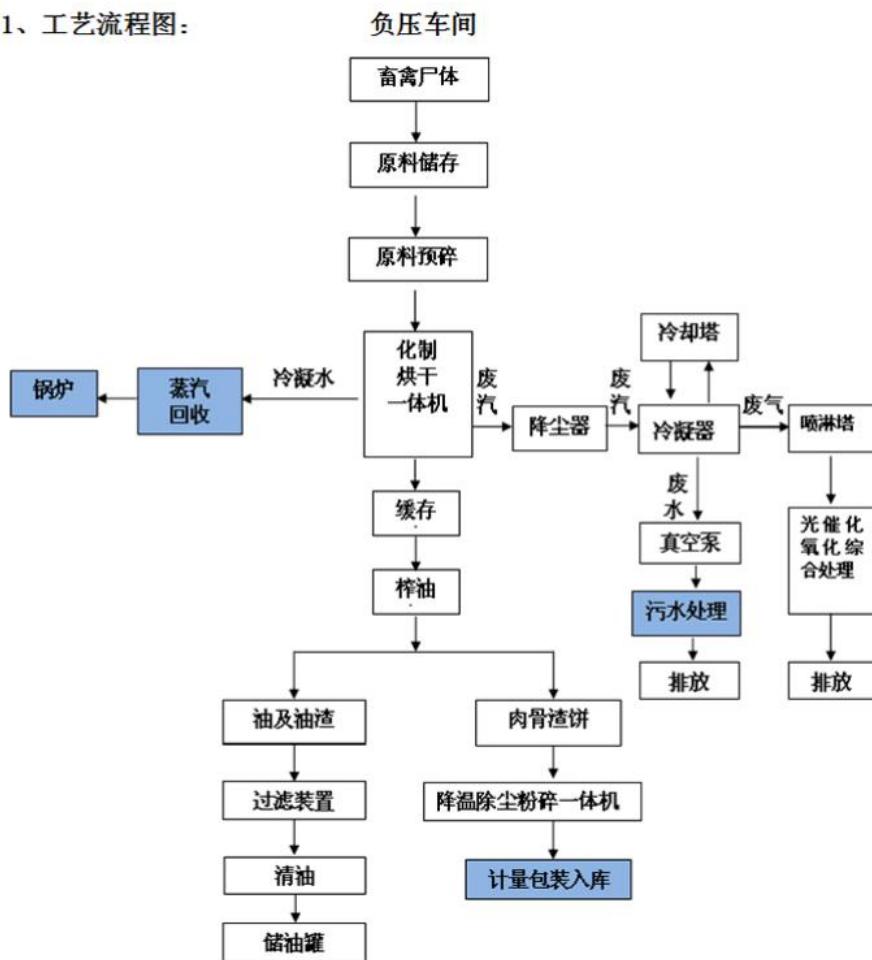 1、工艺流程图：
负压车间
畜禽尸体
原料储存
原料预碎
化制
烘干
一体机
冷凝水
蒸汽
回收
锅炉
废
汽
降尘器
废
汽
冷却塔
冷凝器
废气
喷淋塔
废
水
真空泵
污水处理
排放
光催化
氧化综
合处理
排放
缓存
榨油
油及油渣
过滤装置
清油
储油罐
肉骨渣饼
降温除尘粉碎一体机
计量包装入库